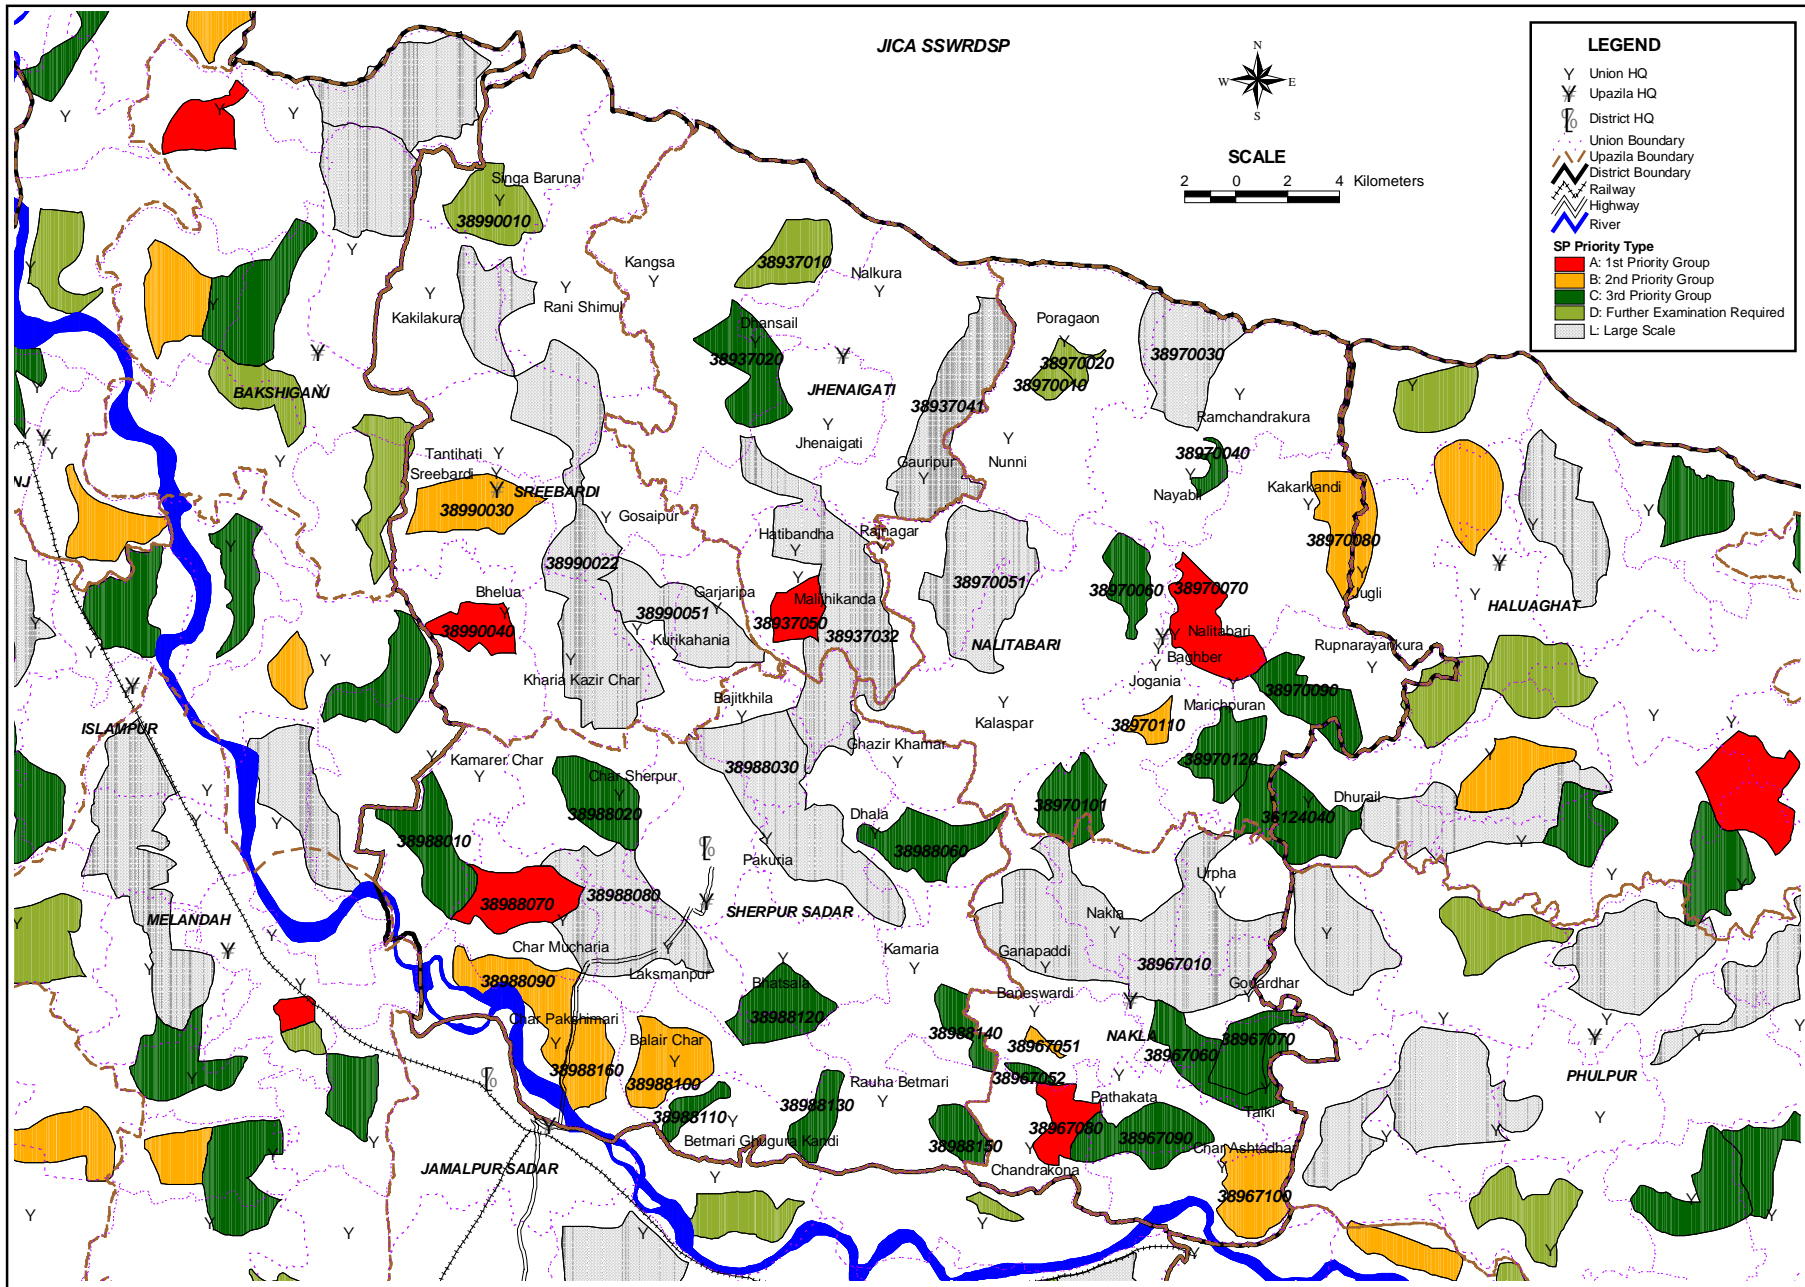 JICA SSWRDSP
N
W
E
S
SCALE
2 0 2 4 Kilometers
LEGEND
Union HQ
Upazila HQ
District HQ
Union Boundary
Upazila Boundary
District Boundary
Railway
Highway
River
SP Priority Type
A: 1st Priority Group
B: 2nd Priority Group
C: 3rd Priority Group
D: Further Examination Required
L: Large Scale
Singa Baruna
38990010
Kangsa
38937010
Nalkura
Kakilakura
Rani Shimul
Dhansail
38937020
Poragaon
38970020
38970010
38970030
BAKSHIGANJ
JHENAIGATI
38937041
Ramchandrakura
Jhenaigati
Tantihati
Sreebardi
SREEBARDI
38990030
Gauripur
Nunni
38970040
Nayabil
Kakarkandi
NJ
Gosaipur
Hatibandha
Rajnagar
38970080
38990022
38970051
38970060
38970070
Jugli
HALUAGHAT
Bhelua
38990040
Garjaripa
38990051
Kurikahania
Malijhikanda
38937050
38937032
NALITABARI
Nalitabari
Baghber
Rupnarayankura
Kharia Kazir Char
Bajitkhila
Jogania
38970090
Marichpuran
38970110
Kalaspar
ISLAMPUR
Kamarer Char
Ghazir Khamar
38988030
38970120
Char Sherpur
38988020
38970101
Dhurail
36124040
38988010
Dhala
38988060
Pakuria
Urpha
38988070
38988080
MELANDAH
SHERPUR SADAR
Nakla
Char Mucharia
Laksmanpur
Kamaria
Ganapaddi
38967010
38988090
Bhatsala
Baneswardi
Gourdhar
Char Pakshimari
38988120
Balair Char
38988140
38967051
NAKLA
38967060
38967070
38988160
38988100
38967052
Rauha Betmari
PHULPUR
38988110
38988130
Pathakata
Talki
Betmari Ghugura Kandi
38988150
38967080
38967090
Char Ashtadhar
JAMALPUR SADAR
Chandrakona
38967100